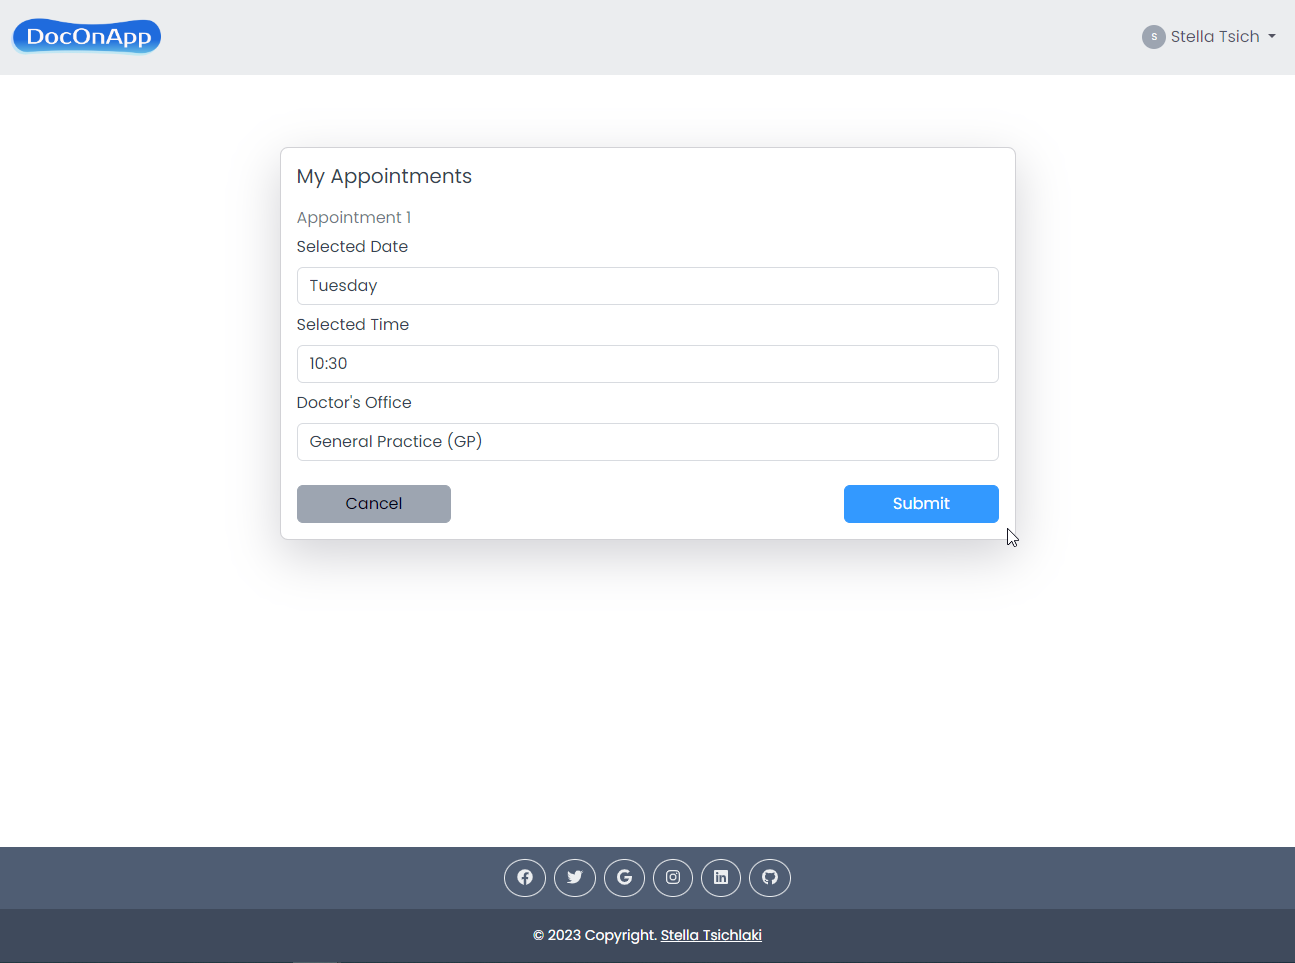 DocOnApp
S Stella Tsich
My Appointments
Appointment 1
Selected Date
Tuesday
Selected Time
10:30
Doctor's Office
General Practice (GP)
Cancel Submit
© 2023 Copyright. Stella Tsichlaki